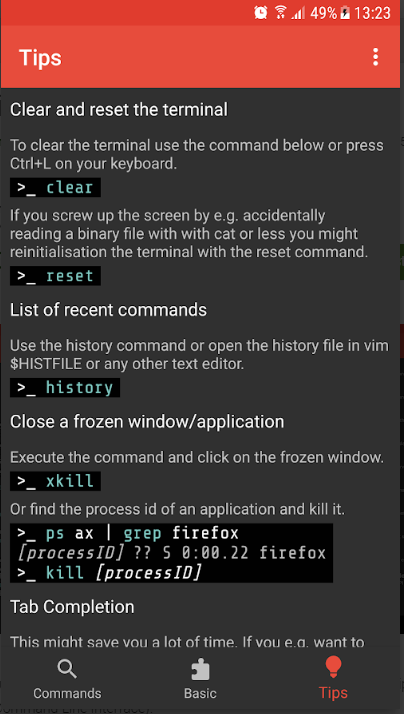 49% 13:23
Tips
Clear and reset the terminal
To clear the terminal use the command below or press
Ctrl+L on your keyboard.
>_ clear
If you screw up the screen by e.g. accidentally
reading a binary file with with cat or less you might
reinitialisation the terminal with the reset command.
>_ reset
List of recent commands
Use the history command or open the history file in vim
$HISTFILE or any other text editor.
>_ history
Close a frozen window/application
Execute the command and click on the frozen window.
>_ xkill
Or find the process id of an application and kill it.
>_ ps ax | grep firefox
[processID] ?? S 0:00.22 firefox
>_ kill [processID]
Tab Completion
This might save you a lot of time. If you e.g. want to
Commands Basic Tips